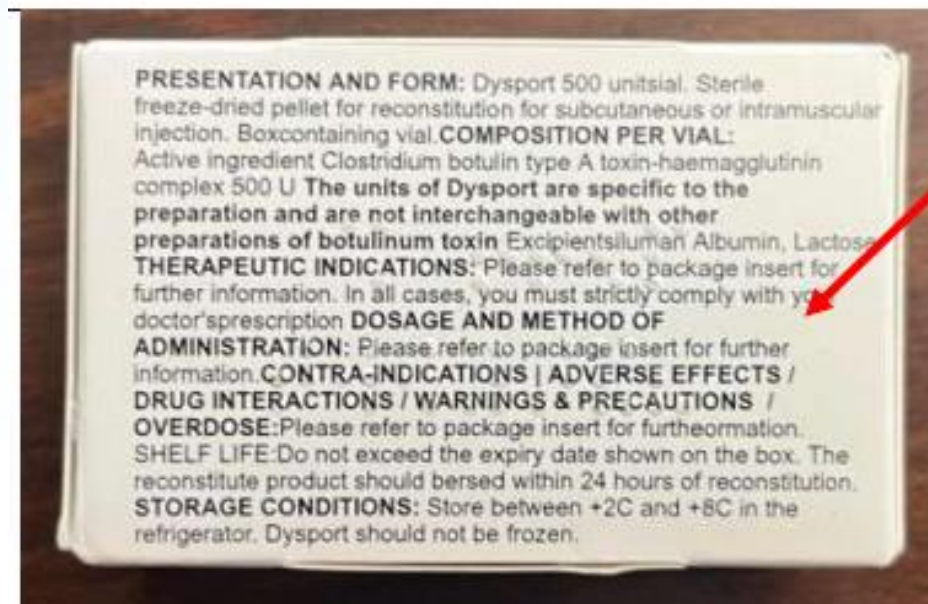 PRESENTATION AND FORM: Dysport 500 unitsial. Sterile
freeze-dried pellet for reconstitution for subcutaneous or intramuscular
injection. Boxcontaining vial.COMPOSITION PER VIAL:
Active ingredient Clostridium botulin type A toxin-haemagglutinin
complex 500 U The units of Dysport are specific to the
preparation and are not interchangeable with other
preparations of botulinum toxin Excipientsiluman Albumin, Lactose
THERAPEUTIC INDICATIONS: Please refer to package insert for
further information. In all cases, you must strictly comply with
doctor'sprescription DOSAGE AND METHOD OF
ADMINISTRATION: Please refer to package insert for further
information.CONTRA-INDICATIONS | ADVERSE EFFECTS /
DRUG INTERACTIONS / WARNINGS & PRECAUTIONS /
OVERDOSE:Please refer to package insert for furtheormation.
SHELF LIFE:Do not exceed the expiry date shown on the box. The
reconstitute product should bersed within 24 hours of reconstitution.
STORAGE CONDITIONS: Store between +2C and +8C in the
refrigerator. Dysport should not be frozen.